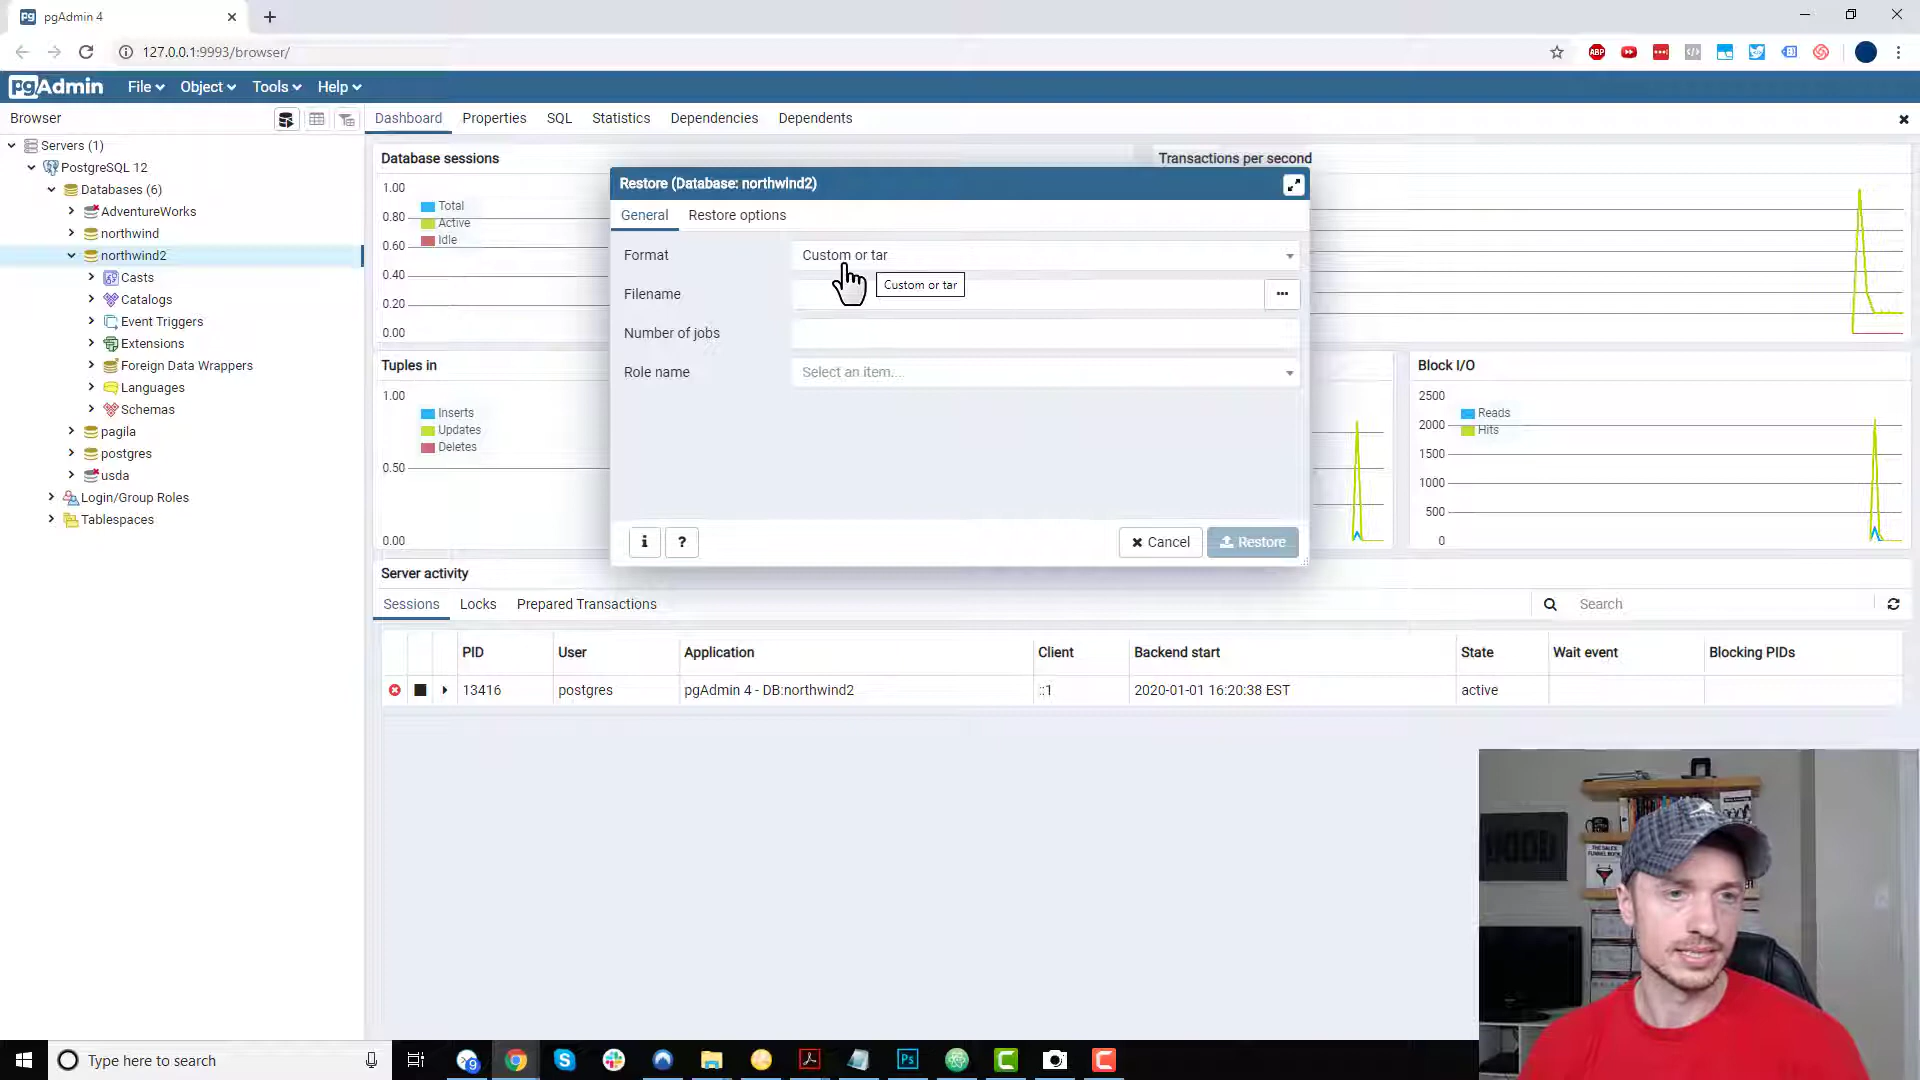 pgAdmin 4
127.0.0.1:9993/browser/
pgAdmin
File
Object
Tools
Help
Browser
Dashboard
Properties
SQL
Statistics
Dependencies
Dependents
Servers (1)
PostgreSQL 12
Databases (6)
AdventureWorks
northwind
northwind2
Casts
Catalogs
Event Triggers
Extensions
Foreign Data Wrappers
Languages
Schemas
pagila
postgres
usda
Login/Group Roles
Tablespaces
Database sessions
1.00
0.80
0.60
0.40
0.20
0.00
Total
Active
Idle
Transactions per second
Restore (Database: northwind2)
General
Restore options
Format
Custom or tar
Custom or tar
Filename
Number of jobs
Role name
Select an item...
i
?
Cancel
Restore
Tuples in
1.00
0.50
0.00
Inserts
Updates
Deletes
Block I/O
2500
2000
1500
1000
500
0
Reads
Hits
Server activity
Sessions
Locks
Prepared Transactions
Search
PID
User
Application
Client
Backend start
State
Wait event
Blocking PIDs
13416
postgres
pgAdmin 4 - DB:northwind2
::1
2020-01-01 16:20:38 EST
active
Type here to search